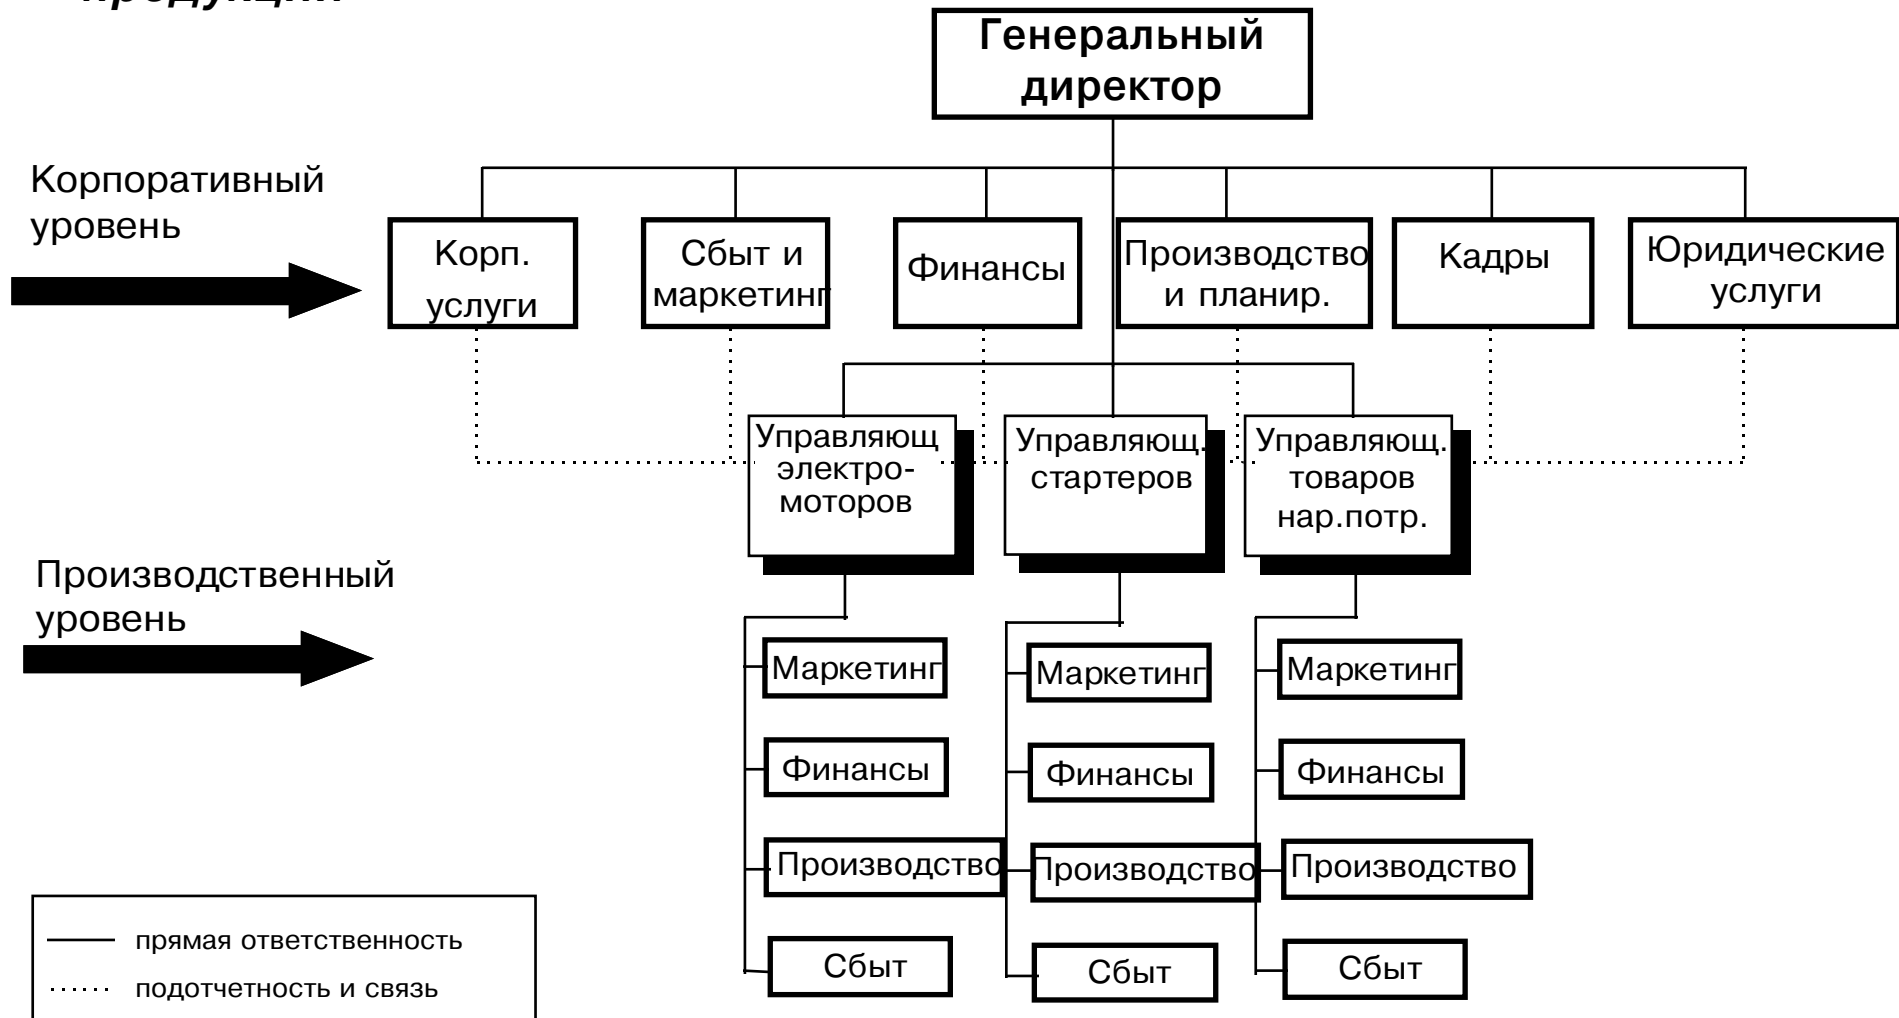 продукции
Генеральный
директор
Корпоративный
уровень
Корп.
услуги
Сбыт и
маркетинг
Финансы
Производство
и планир.
Кадры
Юридические
услуги
Управляющ
электро-
моторов
Управляющ.
стартеров
Управляющ.
товаров
нар.потр.
Производственный
уровень
Маркетинг
Финансы
Производство
Сбыт
Маркетинг
Финансы
Производство
Сбыт
Маркетинг
Финансы
Производство
Сбыт
прямая ответственность
подотчетность и связь